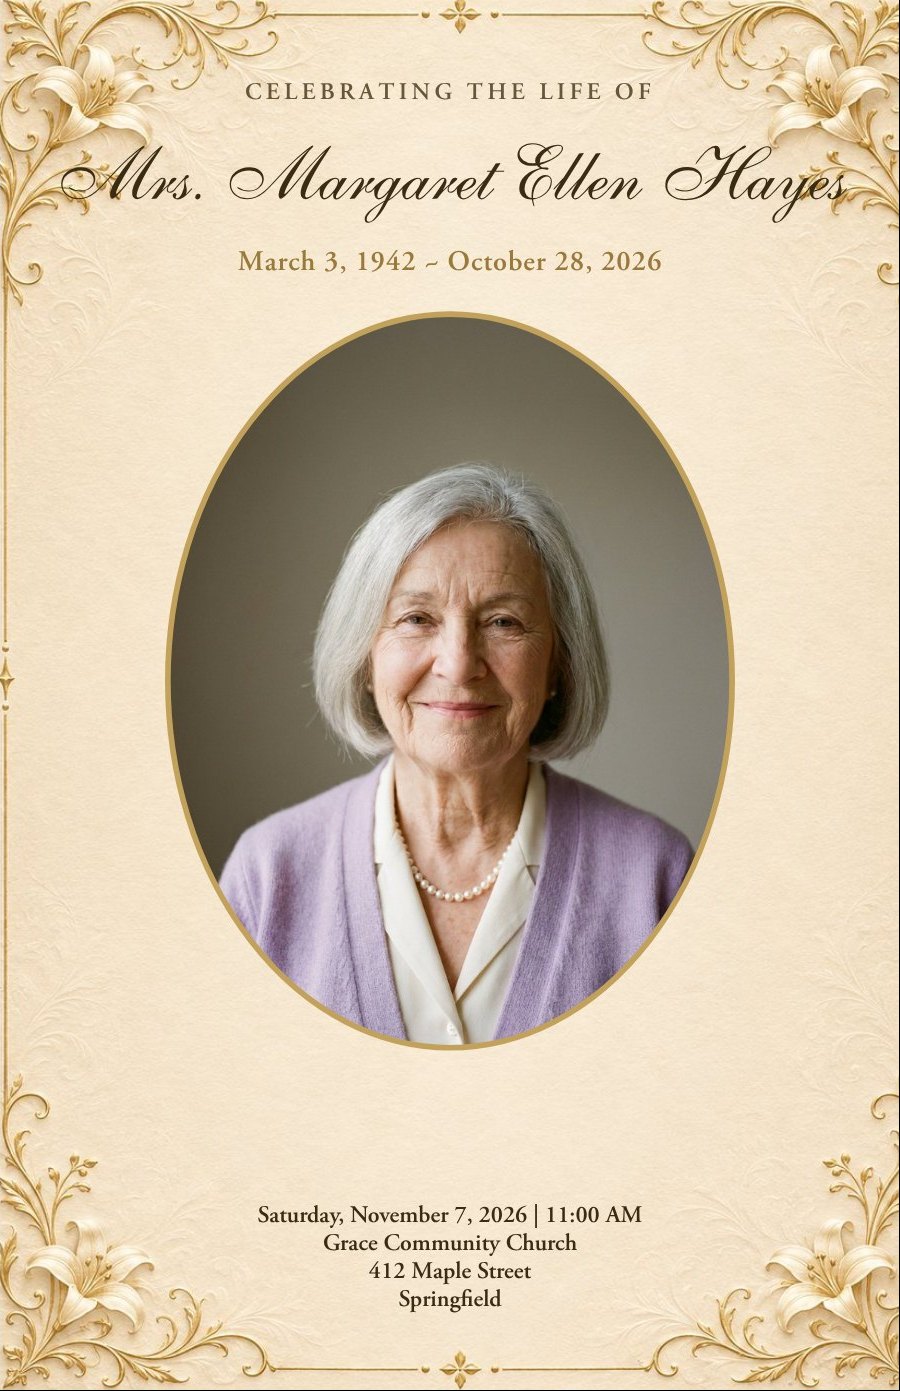 CELEBRATING THE LIFE OF
Mrs. Margaret Ellen Hayes
March 3, 1942 ~ October 28, 2026
Saturday, November 7, 2026 | 11:00 AM
Grace Community Church
412 Maple Street
Springfield